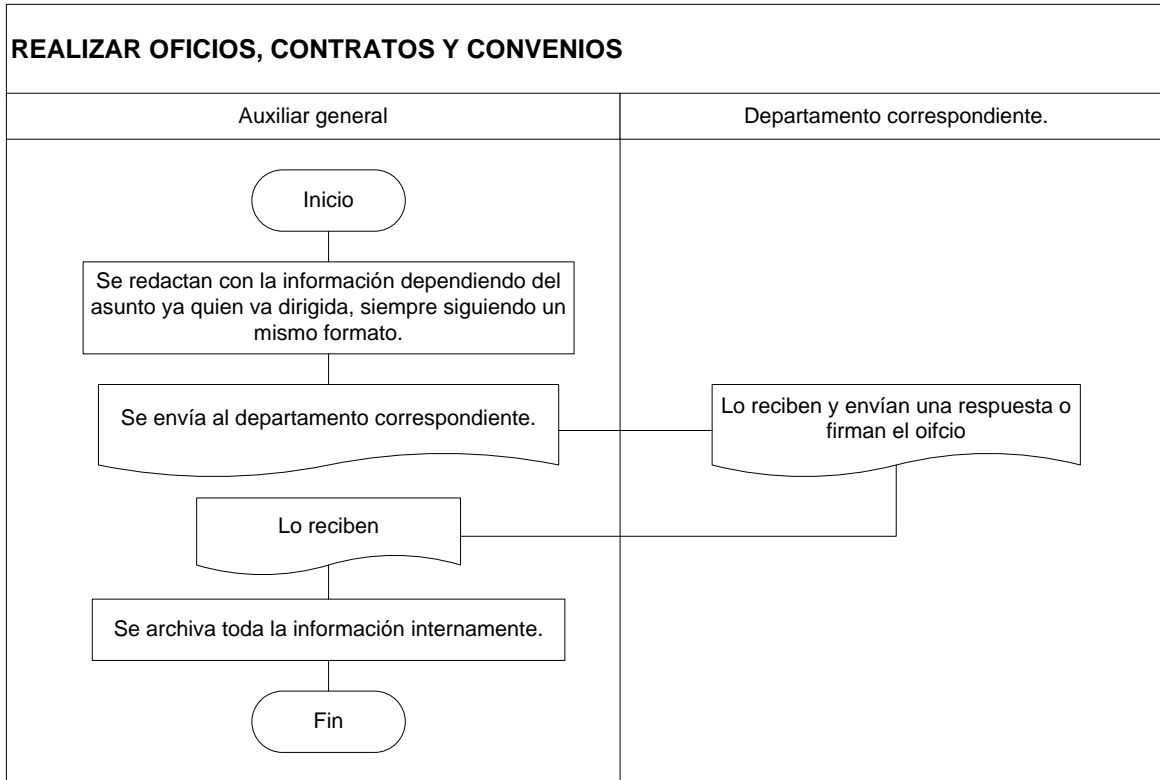 REALIZAR OFICIOS, CONTRATOS Y CONVENIOS
Auxiliar general
Departamento correspondiente.
Inicio
Se redactan con la información dependiendo del
asunto ya quien va dirigida, siempre siguiendo un
mismo formato.
Se envía al departamento correspondiente.
Lo reciben y envían una respuesta o
firman el oifcio
Lo reciben
Se archiva toda la información internamente.
Fin